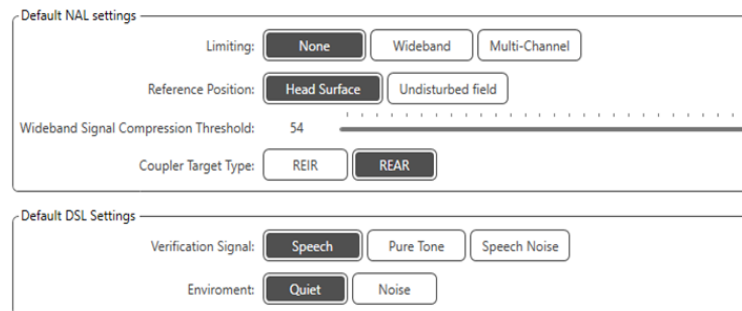 Default NAL settings
Limiting: None Wideband Multi-Channel
Reference Position: Head Surface Undisturbed field
Wideband Signal Compression Threshold: 54
Coupler Target Type: REIR REAR
Default DSL Settings
Verification Signal: Speech Pure Tone Speech Noise
Enviroment: Quiet Noise